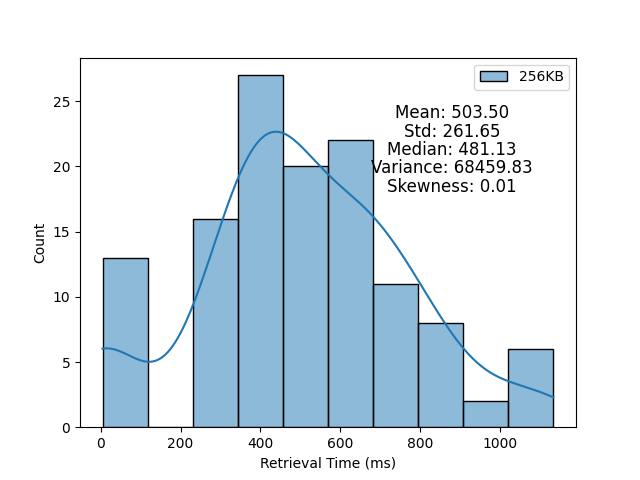 256KB
Mean: 503.50
Std: 261.65
Median: 481.13
Variance: 68459.83
Skewness: 0.01
25
20
15
10
5
0
Count
0 200 400 600 800 1000
Retrieval Time (ms)